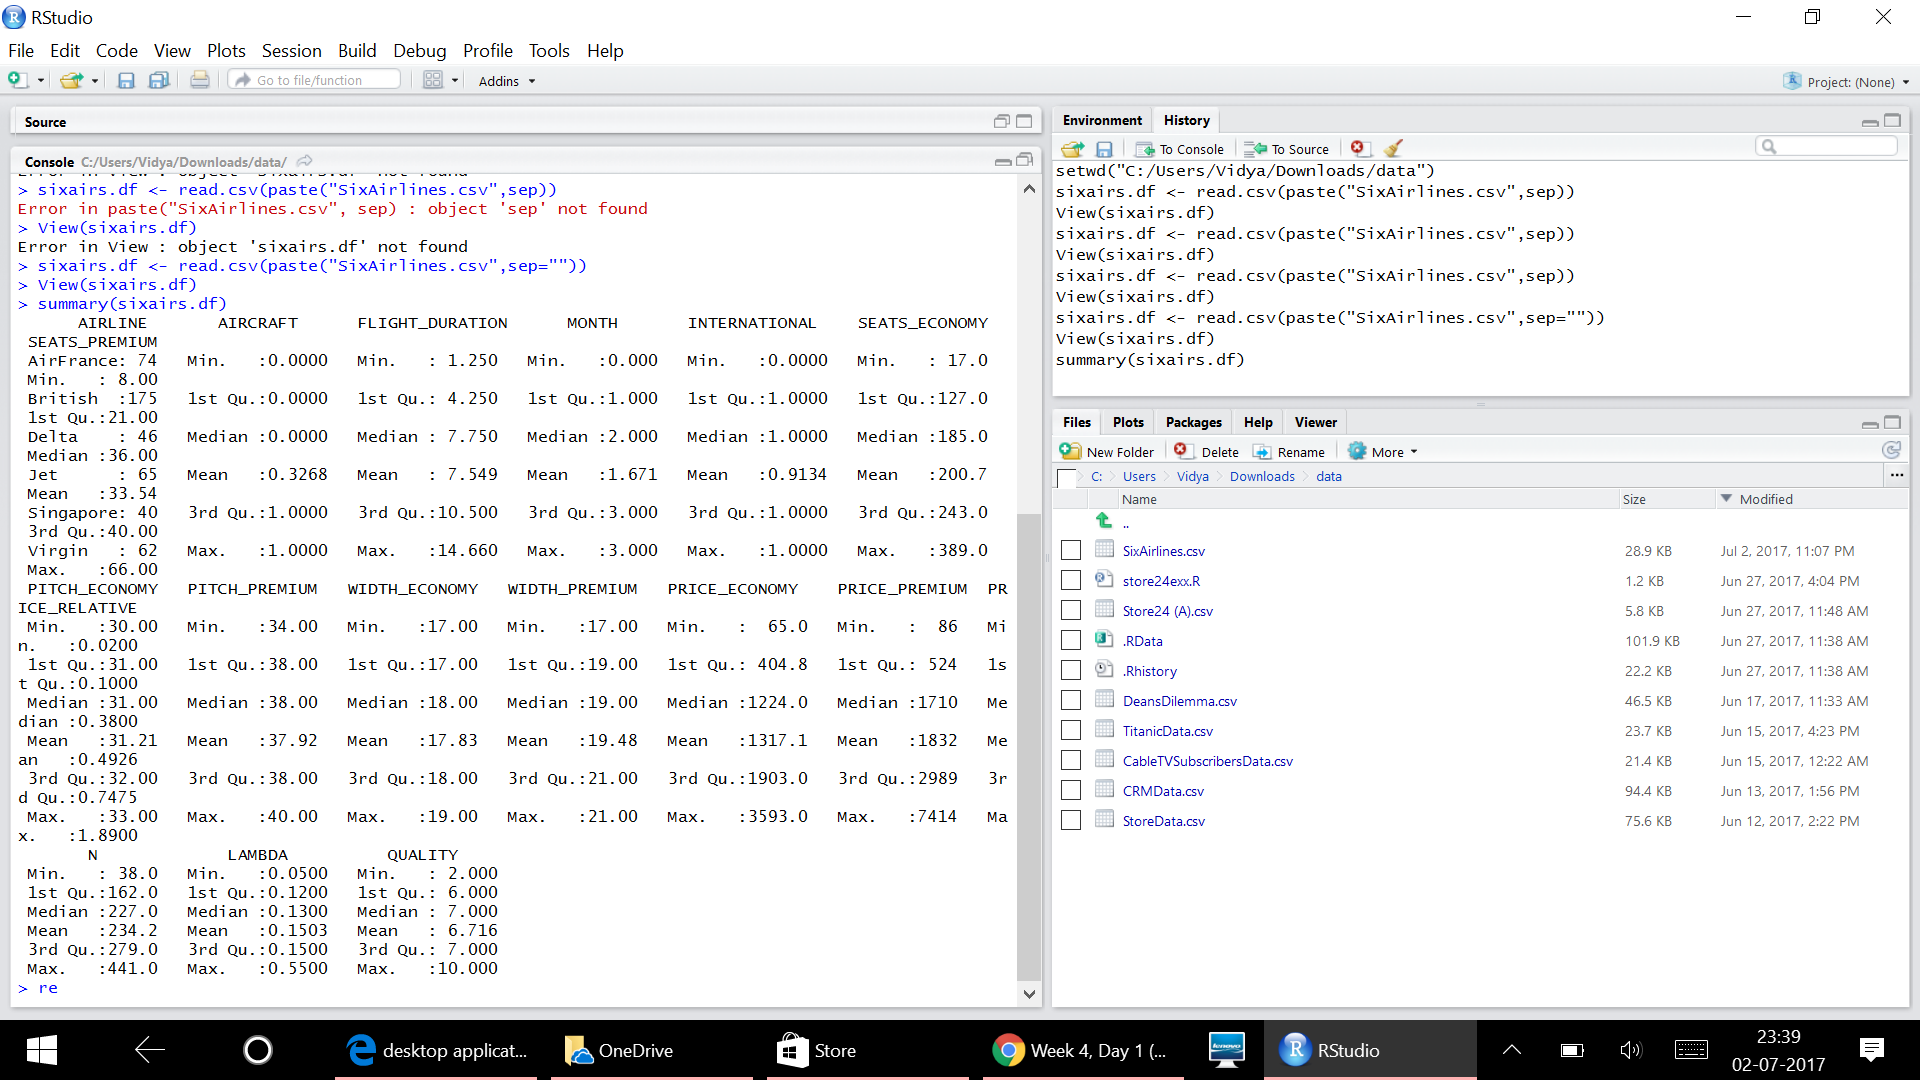 RStudio
File Edit Code View Plots Session Build Debug Profile Tools Help
Go to file/function Addins Project: (None)
Source
Console C:/Users/Vidya/Downloads/data/
> sixairs.df <- read.csv(paste("SixAirlines.csv",sep))
Error in paste("SixAirlines.csv", sep) : object 'sep' not found
> View(sixairs.df)
Error in View : object 'sixairs.df' not found
> sixairs.df <- read.csv(paste("SixAirlines.csv",sep=""))
> View(sixairs.df)
> summary(sixairs.df)
AIRLINE AIRCRAFT FLIGHT_DURATION MONTH INTERNATIONAL SEATS_ECONOMY
SEATS_PREMIUM
AirFrance: 74 Min. :0.0000 Min. : 1.250 Min. :0.000 Min. :0.0000 Min. : 17.0
Min. : 8.00
British :175 1st Qu.:0.0000 1st Qu.: 4.250 1st Qu.:1.000 1st Qu.:1.0000 1st Qu.:127.0
1st Qu.:21.00
Delta : 46 Median :0.0000 Median : 7.750 Median :2.000 Median :1.0000 Median :185.0
Median :36.00
Jet : 65 Mean :0.3268 Mean : 7.549 Mean :1.671 Mean :0.9134 Mean :200.7
Mean :33.54
Singapore: 40 3rd Qu.:1.0000 3rd Qu.:10.500 3rd Qu.:3.000 3rd Qu.:1.0000 3rd Qu.:243.0
3rd Qu.:40.00
Virgin : 62 Max. :1.0000 Max. :14.660 Max. :3.000 Max. :1.0000 Max. :389.0
Max. :66.00
PITCH_ECONOMY PITCH_PREMIUM WIDTH_ECONOMY WIDTH_PREMIUM PRICE_ECONOMY PRICE_PREMIUM PR
ICE_RELATIVE
Min. :30.00 Min. :34.00 Min. :17.00 Min. :17.00 Min. : 65.0 Min. : 86 Mi
n. :0.0200
1st Qu.:31.00 1st Qu.:38.00 1st Qu.:17.00 1st Qu.:19.00 1st Qu.: 404.8 1st Qu.: 524 1s
t Qu.:0.1000
Median :31.00 Median :38.00 Median :18.00 Median :19.00 Median :1224.0 Median :1710 Me
dian :0.3800
Mean :31.21 Mean :37.92 Mean :17.83 Mean :19.48 Mean :1317.1 Mean :1832 Me
an :0.4926
3rd Qu.:32.00 3rd Qu.:38.00 3rd Qu.:18.00 3rd Qu.:21.00 3rd Qu.:1903.0 3rd Qu.:2989 3r
d Qu.:0.7475
Max. :33.00 Max. :40.00 Max. :19.00 Max. :21.00 Max. :3593.0 Max. :7414 Ma
x. :1.8900
N LAMBDA QUALITY
Min. : 38.0 Min. :0.0500 Min. : 2.000
1st Qu.:162.0 1st Qu.:0.1200 1st Qu.: 6.000
Median :227.0 Median :0.1300 Median : 7.000
Mean :234.2 Mean :0.1503 Mean : 6.716
3rd Qu.:279.0 3rd Qu.:0.1500 3rd Qu.: 7.000
Max. :441.0 Max. :0.5500 Max. :10.000
> re
Environment History
To Console To Source
setwd("C:/Users/Vidya/Downloads/data")
sixairs.df <- read.csv(paste("SixAirlines.csv",sep))
View(sixairs.df)
sixairs.df <- read.csv(paste("SixAirlines.csv",sep))
View(sixairs.df)
sixairs.df <- read.csv(paste("SixAirlines.csv",sep))
View(sixairs.df)
sixairs.df <- read.csv(paste("SixAirlines.csv",sep=""))
View(sixairs.df)
summary(sixairs.df)
Files Plots Packages Help Viewer
New Folder Delete Rename More
C: Users Vidya Downloads data ...
Name Size Modified
..
SixAirlines.csv 28.9 KB Jul 2, 2017, 11:07 PM
store24exx.R 1.2 KB Jun 27, 2017, 4:04 PM
Store24 (A).csv 5.8 KB Jun 27, 2017, 11:48 AM
.RData 101.9 KB Jun 27, 2017, 11:38 AM
.Rhistory 22.2 KB Jun 27, 2017, 11:38 AM
DeansDilemma.csv 46.5 KB Jun 17, 2017, 11:33 AM
TitanicData.csv 23.7 KB Jun 15, 2017, 4:23 PM
CableTVSubscribersData.csv 21.4 KB Jun 15, 2017, 12:22 AM
CRMData.csv 94.4 KB Jun 13, 2017, 1:56 PM
StoreData.csv 75.6 KB Jun 12, 2017, 2:22 PM
desktop applicat... OneDrive Store Week 4, Day 1 (... lenovo RStudio
23:39
02-07-2017